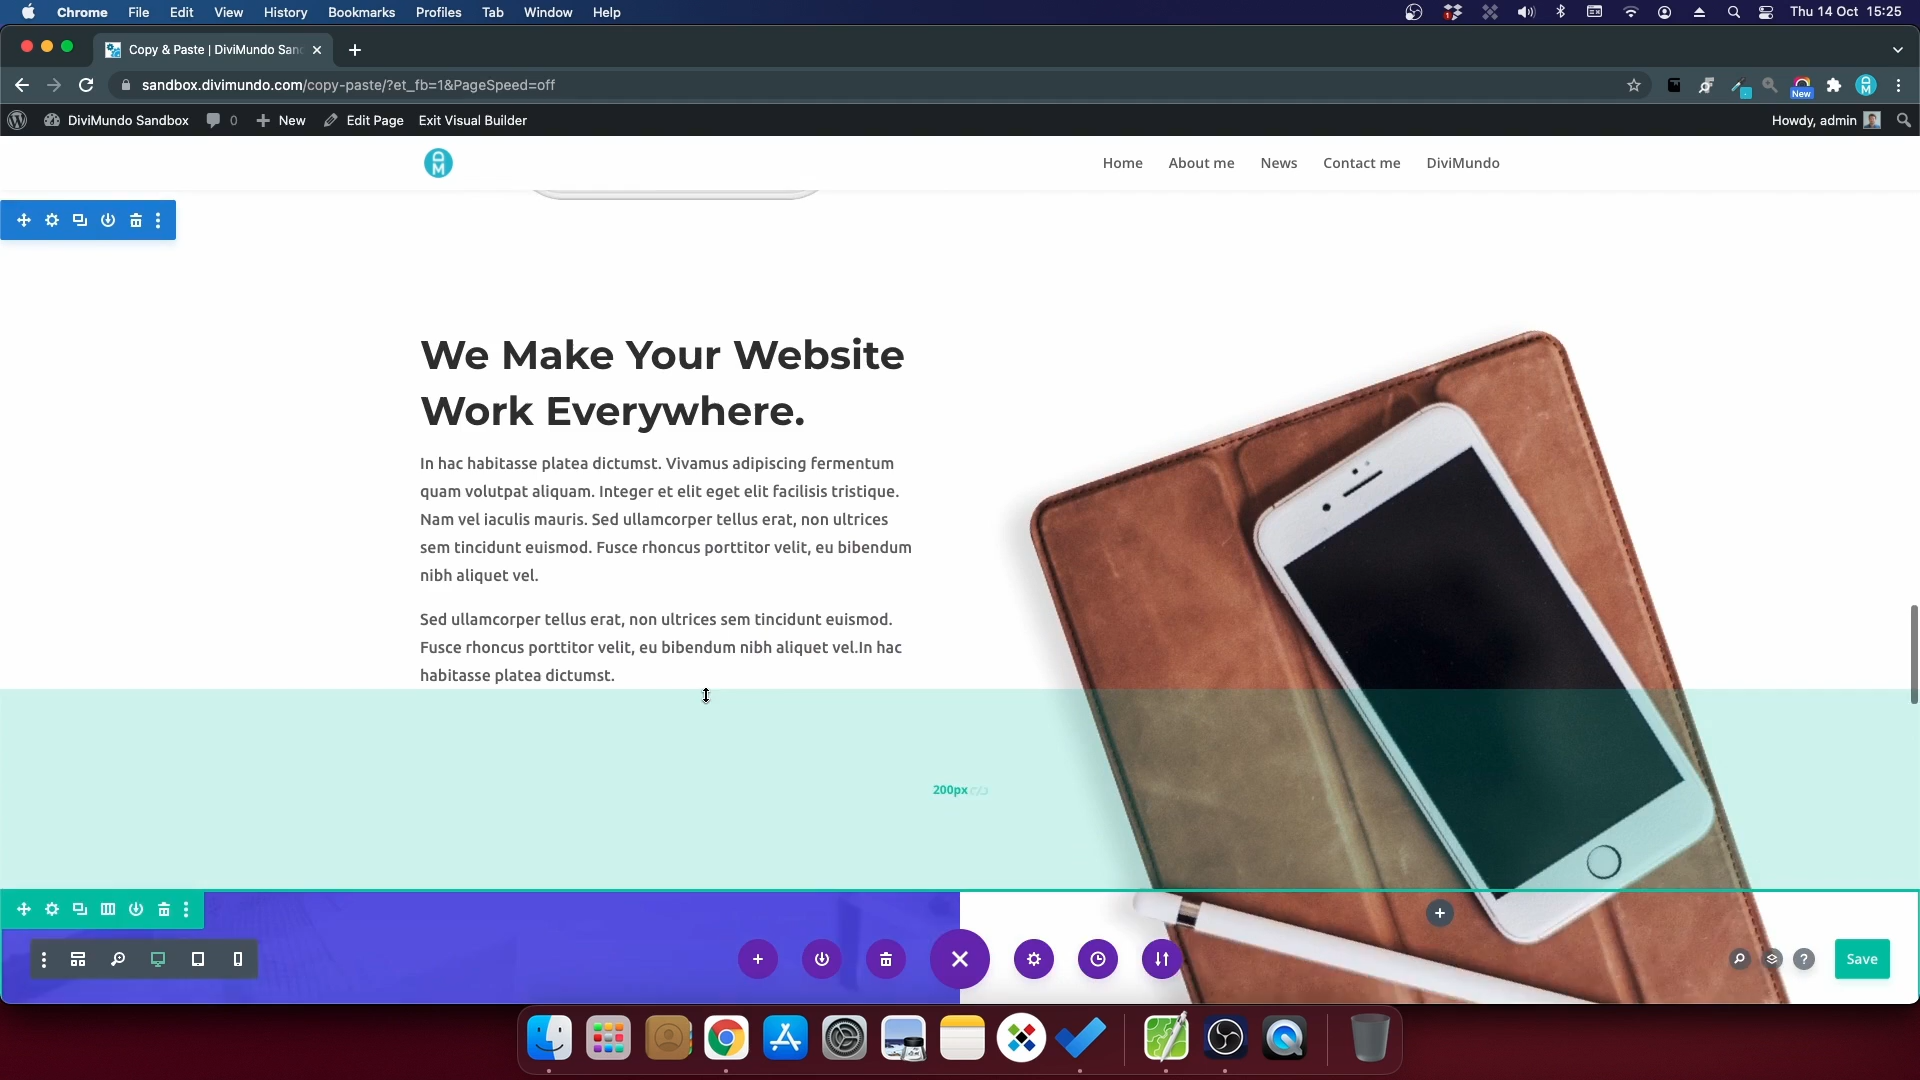 Chrome File Edit View History Bookmarks Profiles Tab Window Help Thu 14 Oct 15:25
Copy & Paste | DiviMundo San
sandbox.divimundo.com/copy-paste/?et_fb=1&PageSpeed=off
New
DiviMundo Sandbox 0 New Edit Page Exit Visual Builder Howdy, admin
DM Home About me News Contact me DiviMundo
We Make Your Website
Work Everywhere.
In hac habitasse platea dictumst. Vivamus adipiscing fermentum
quam volutpat aliquam. Integer et elit eget elit facilisis tristique.
Nam vel iaculis mauris. Sed ullamcorper tellus erat, non ultrices
sem tincidunt euismod. Fusce rhoncus porttitor velit, eu bibendum
nibh aliquet vel.
Sed ullamcorper tellus erat, non ultrices sem tincidunt euismod.
Fusce rhoncus porttitor velit, eu bibendum nibh aliquet vel.In hac
habitasse platea dictumst.
200px
Save